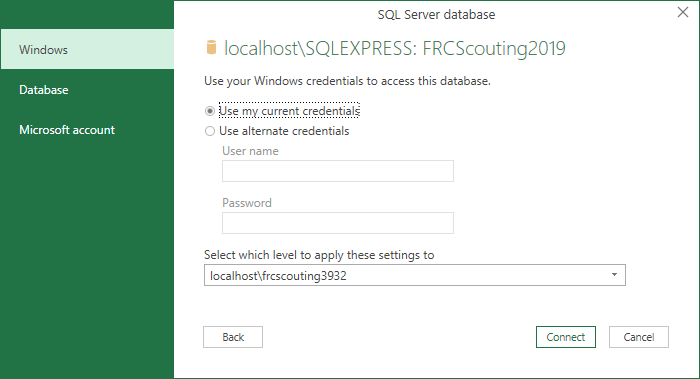 SQL Server database
Windows
Database
Microsoft account
localhost\SQLEXPRESS: FRCScouting2019
Use your Windows credentials to access this database.
Use my current credentials
Use alternate credentials
User name
Password
Select which level to apply these settings to
localhost\frcscouting3932
Back
Connect
Cancel